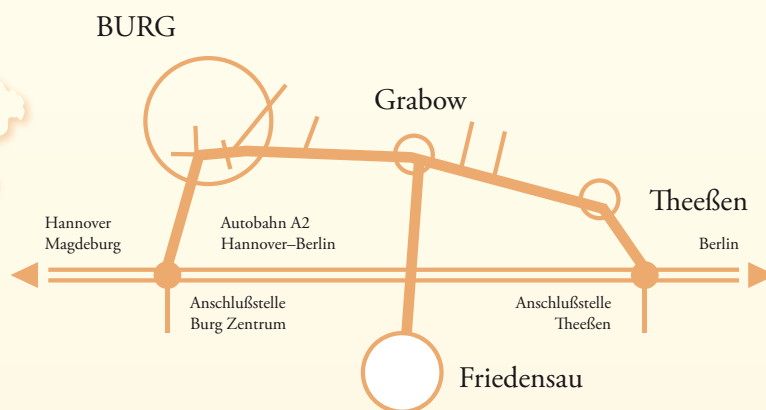 BURG
Grabow
Theeßen
Hannover
Magdeburg
Autobahn A2
Hannover–Berlin
Berlin
Anschlußstelle
Burg Zentrum
Anschlußstelle
Theeßen
Friedensau